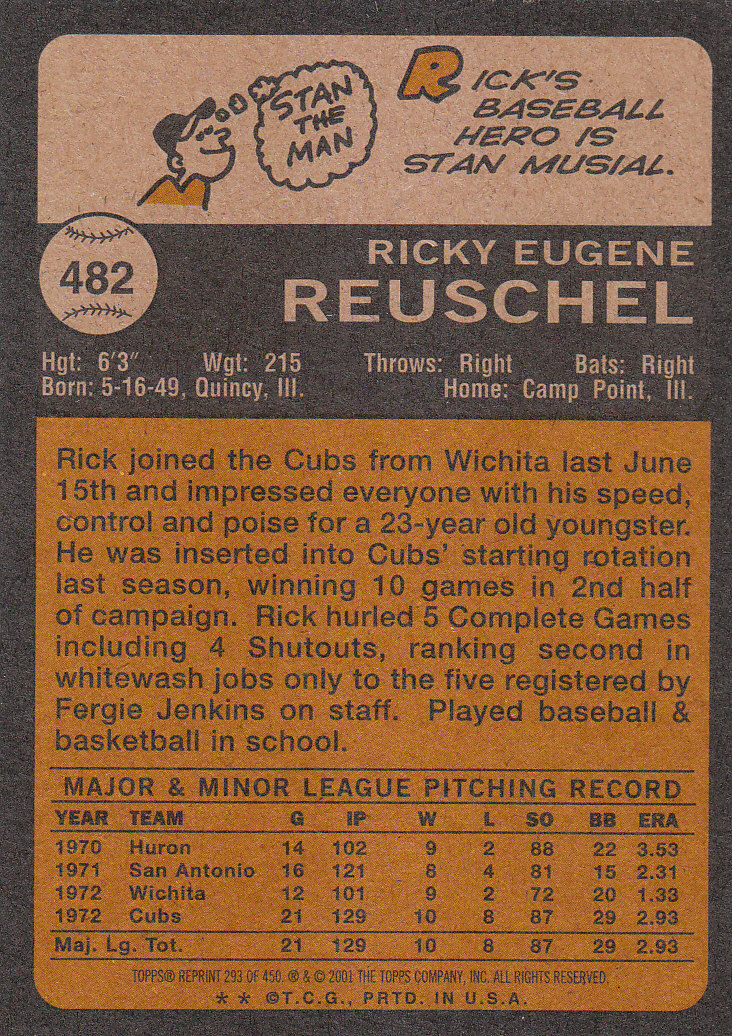 STAN
THE
MAN
RICK'S
BASEBALL
HERO IS
STAN MUSIAL.
482
RICKY EUGENE
REUSCHEL
Hgt: 6'3" Wgt: 215 Throws: Right Bats: Right
Born: 5-16-49, Quincy, Ill. Home: Camp Point, Ill.
Rick joined the Cubs from Wichita last June
15th and impressed everyone with his speed,
control and poise for a 23-year old youngster.
He was inserted into Cubs' starting rotation
last season, winning 10 games in 2nd half
of campaign. Rick hurled 5 Complete Games
including 4 Shutouts, ranking second in
whitewash jobs only to the five registered by
Fergie Jenkins on staff. Played baseball &
basketball in school.
MAJOR & MINOR LEAGUE PITCHING RECORD
YEAR TEAM G IP W L SO BB ERA
1970 Huron 14 102 9 2 88 22 3.53
1971 San Antonio 16 121 8 4 81 15 2.31
1972 Wichita 12 101 9 2 72 20 1.33
1972 Cubs 21 129 10 8 87 29 2.93
Maj. Lg. Tot. 21 129 10 8 87 29 2.93
TOPPS® REPRINT 293 OF 450. ® & © 2001 THE TOPPS COMPANY, INC. ALL RIGHTS RESERVED.
* * ©T.C.G., PRTD. IN U.S.A.